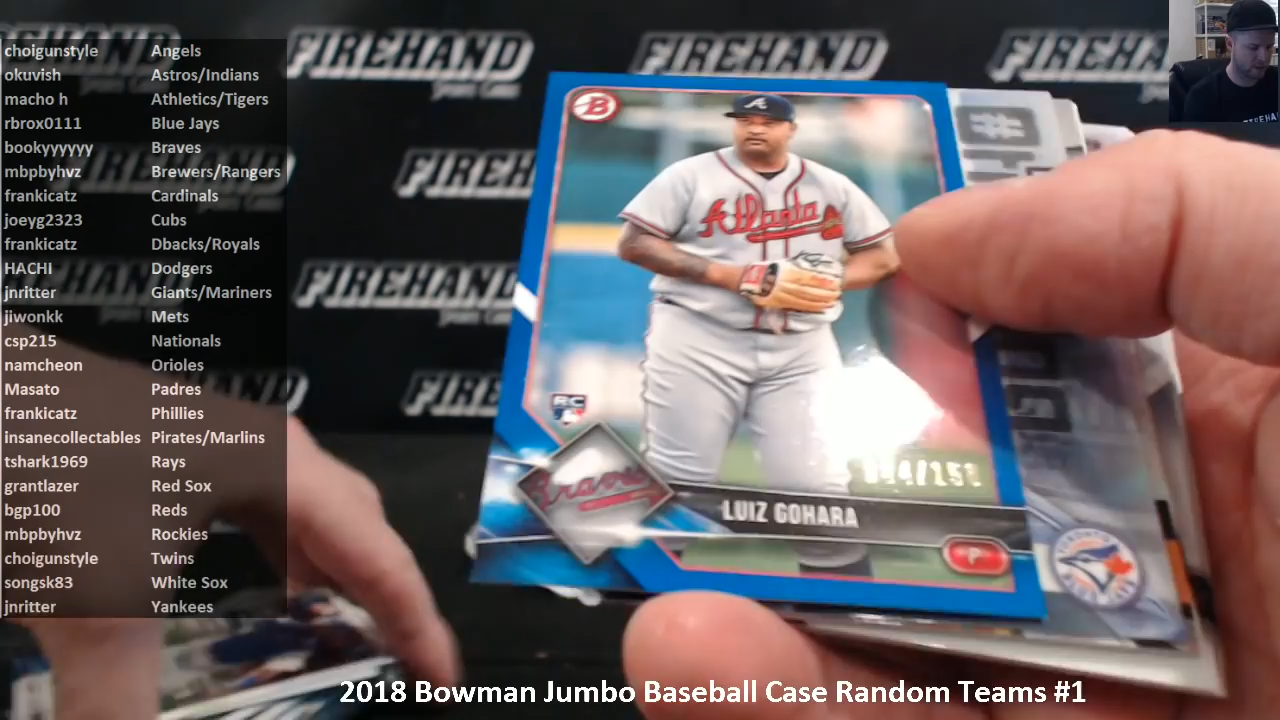 choigunstyle Angels
okuvish Astros/Indians
macho h Athletics/Tigers
rbrox0111 Blue Jays
bookyyyyyy Braves
mbpbyhvz Brewers/Rangers
frankicatz Cardinals
joeyg2323 Cubs
frankicatz Dbacks/Royals
HACHI Dodgers
jnritter Giants/Mariners
jiwonkk Mets
csp215 Nationals
namcheon Orioles
Masato Padres
frankicatz Phillies
insanecollectables Pirates/Marlins
tshark1969 Rays
grantlazer Red Sox
bgp100 Reds
mbpbyhvz Rockies
choigunstyle Twins
songsk83 White Sox
jnritter Yankees
FIREHAND
FIREHAND
FIREH
FIREHAND
FIREH
B
A
Atlanta
RC
Braves
LUIZ GOHARA
P
2018 Bowman Jumbo Baseball Case Random Teams #1